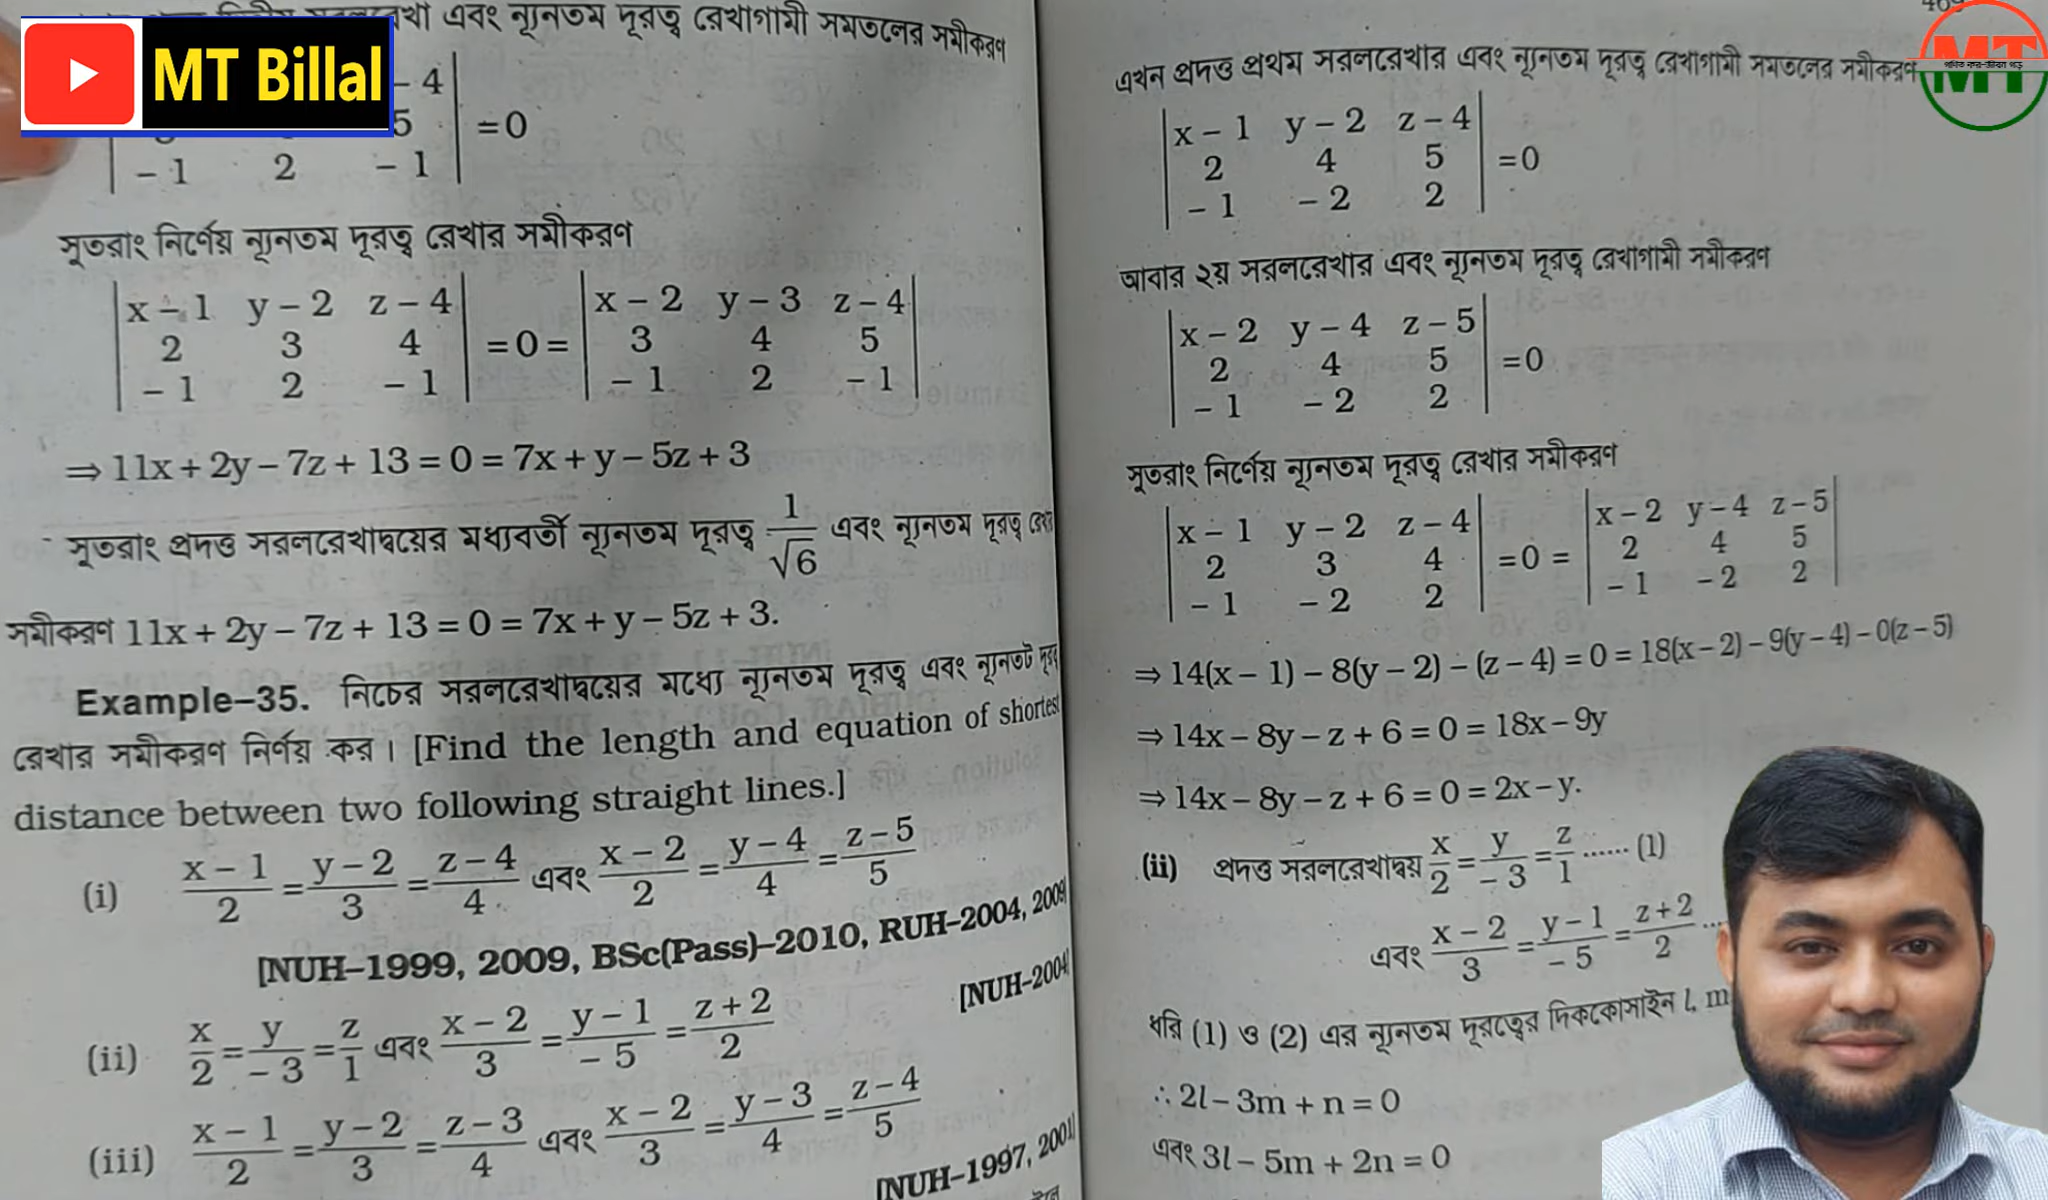 MT Billal
এবং ন্যূনতম দূরত্ব রেখাগামী সমতলের সমীকরণ
- 4
5
- 1 2 - 1
= 0
সুতরাং নির্ণেয় ন্যূনতম দূরত্ব রেখার সমীকরণ
| x - 1 y - 2 z - 4 | | x - 2 y - 3 z - 4 |
| 2 3 4 | = 0 = | 3 4 5 |
| - 1 2 - 1 | | - 1 2 - 1 |
⇒ 11x + 2y - 7z + 13 = 0 = 7x + y - 5z + 3
সুতরাং প্রদত্ত সরলরেখাদ্বয়ের মধ্যবর্তী ন্যূনতম দূরত্ব 1/√6 এবং ন্যূনতম দূরত্ব
সমীকরণ 11x + 2y - 7z + 13 = 0 = 7x + y - 5z + 3.
Example-35. নিচের সরলরেখাদ্বয়ের মধ্যে ন্যূনতম দূরত্ব এবং ন্যূনতট
রেখার সমীকরণ নির্ণয় কর। [Find the length and equation of shortest
distance between two following straight lines.]
(i) (x - 1)/2 = (y - 2)/3 = (z - 4)/4 এবং (x - 2)/2 = (y - 4)/4 = (z - 5)/5
[NUH-1999, 2009, BSc(Pass)-2010, RUH-2004, 2009]
[NUH-2004]
(ii) x/2 = y/-3 = z/1 এবং (x - 2)/3 = (y - 1)/-5 = (z + 2)/2
(iii) (x - 1)/2 = (y - 2)/3 = (z - 3)/4 এবং (x - 2)/3 = (y - 3)/4 = (z - 4)/5
[NUH-1997, 2001]
MT
MT
এখন প্রদত্ত প্রথম সরলরেখার এবং ন্যূনতম দূরত্ব রেখাগামী সমতলের সমীকরণ
| x - 1 y - 2 z - 4 |
| 2 4 5 | = 0
| - 1 - 2 2 |
আবার ২য় সরলরেখার এবং ন্যূনতম দূরত্ব রেখাগামী সমীকরণ
| x - 2 y - 4 z - 5 |
| 2 4 5 | = 0
| - 1 - 2 2 |
সুতরাং নির্ণেয় ন্যূনতম দূরত্ব রেখার সমীকরণ
| x - 1 y - 2 z - 4 | | x - 2 y - 4 z - 5 |
| 2 3 4 | = 0 = | 2 4 5 |
| - 1 - 2 2 | | - 1 - 2 2 |
⇒ 14(x - 1) - 8(y - 2) - (z - 4) = 0 = 18(x - 2) - 9(y - 4) - 0(z - 5)
⇒ 14x - 8y - z + 6 = 0 = 18x - 9y
⇒ 14x - 8y - z + 6 = 0 = 2x - y.
(ii) প্রদত্ত সরলরেখাদ্বয় x/2 = y/-3 = z/1 ...... (1)
এবং (x - 2)/3 = (y - 1)/-5 = (z + 2)/2 ...
ধরি (1) ও (2) এর ন্যূনতম দূরত্বের দিককোসাইন l, m
∴ 2l - 3m + n = 0
এবং 3l - 5m + 2n = 0